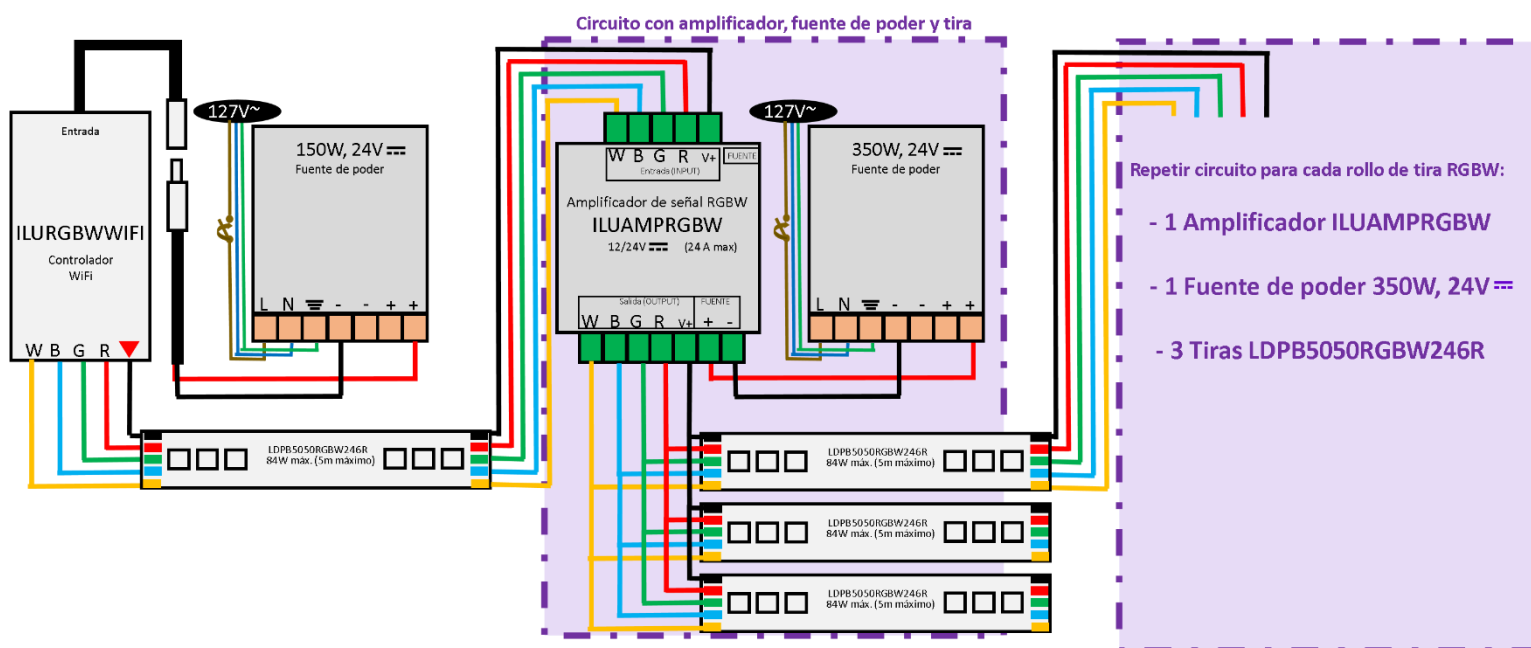 Circuito con amplificador, fuente de poder y tira
Entrada
ILURGBWWIFI
Controlador
WiFi
W B G R
127V~
150W, 24V
Fuente de poder
L N - - + +
LDPB5050RGBW246R
84W máx. (5m máximo)
W B G R V+ FUENTE
Entrada (INPUT)
Amplificador de señal RGBW
ILUAMPRGBW
12/24V (24 A max)
Salida (OUTPUT) FUENTE
W B G R V+ + -
127V~
350W, 24V
Fuente de poder
L N - - + +
LDPB5050RGBW246R
84W máx. (5m máximo)
LDPB5050RGBW246R
84W máx. (5m máximo)
LDPB5050RGBW246R
84W máx. (5m máximo)
Repetir circuito para cada rollo de tira RGBW:
- 1 Amplificador ILUAMPRGBW
- 1 Fuente de poder 350W, 24V
- 3 Tiras LDPB5050RGBW246R